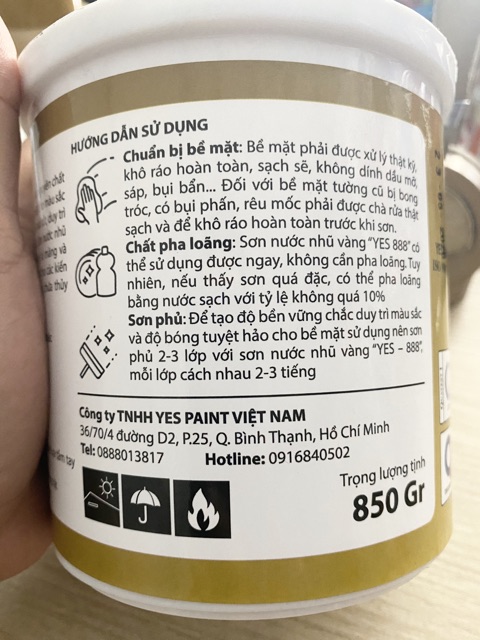 HƯỚNG DẪN SỬ DỤNG
Chuẩn bị bề mặt: Bề mặt phải được xử lý thật kỹ,
khô ráo hoàn toàn, sạch sẽ, không dính dầu mỡ,
sáp, bụi bẩn... Đối với bề mặt tường cũ bị bong
tróc, có bụi phấn, rêu mốc phải được chà rửa thật
sạch và để khô ráo hoàn toàn trước khi sơn.
Chất pha loãng: Sơn nước nhũ vàng "YES 888" có
thể sử dụng được ngay, không cần pha loãng. Tuy
nhiên, nếu thấy sơn quá đặc, có thể pha loãng
bằng nước sạch với tỷ lệ không quá 10%
Sơn phủ: Để tạo độ bền vững chắc duy trì màu sắc
và độ bóng tuyệt hảo cho bề mặt sử dụng nên sơn
phủ 2-3 lớp với sơn nước nhũ vàng "YES – 888",
mỗi lớp cách nhau 2-3 tiếng
Công ty TNHH YES PAINT VIỆT NAM
36/70/4 đường D2, P.25, Q. Bình Thạnh, Hồ Chí Minh
Tel: 0888013817 Hotline: 0916840502
Trọng lượng tịnh
850 Gr